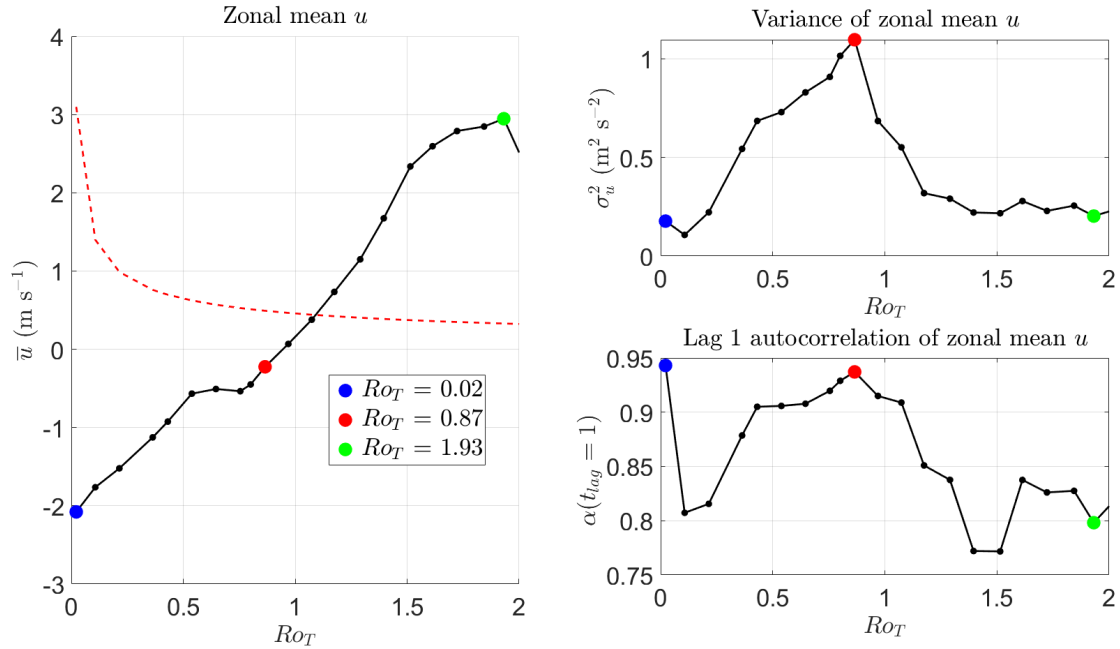 Zonal mean u
4
3
2
1
0
-1
-2
-3
u̅ (m s⁻¹)
0 0.5 1 1.5 2
Ro_T
Ro_T = 0.02
Ro_T = 0.87
Ro_T = 1.93
Variance of zonal mean u
1
0.5
0
σ_u² (m² s⁻²)
0 0.5 1 1.5 2
Ro_T
Lag 1 autocorrelation of zonal mean u
0.95
0.9
0.85
0.8
0.75
α(t_lag = 1)
0 0.5 1 1.5 2
Ro_T